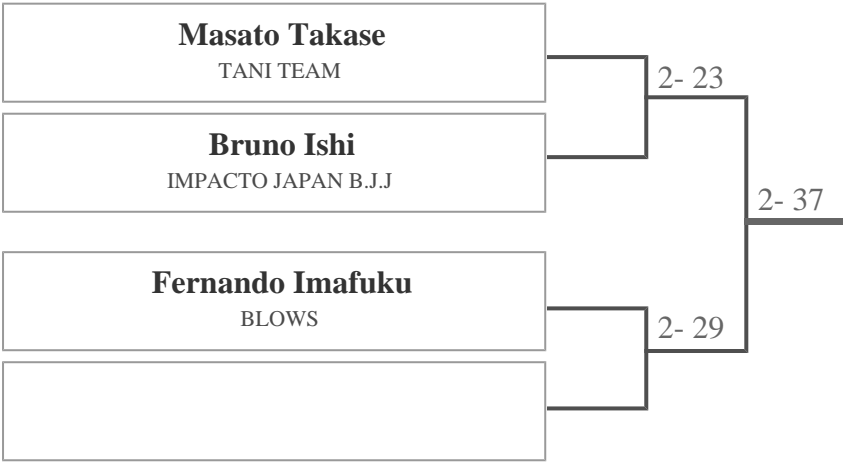 Masato Takase
TANI TEAM
2- 23
Bruno Ishi
IMPACTO JAPAN B.J.J
2- 37
Fernando Imafuku
BLOWS
2- 29